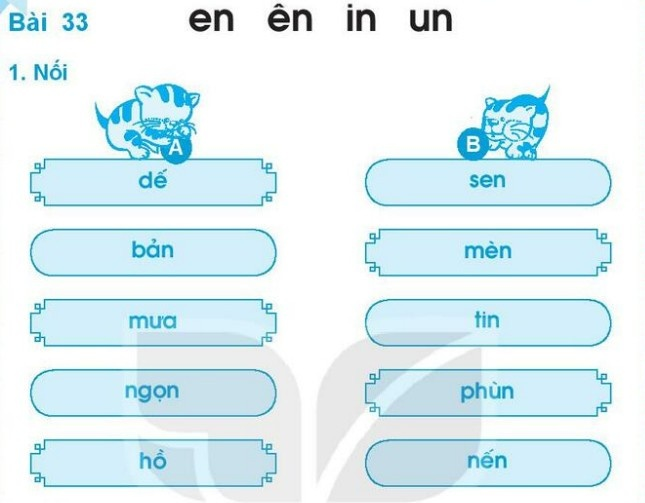 Bài 33 en ên in un
1. Nối
A B
dế sen
bản mèn
mưa tin
ngọn phùn
hồ nến